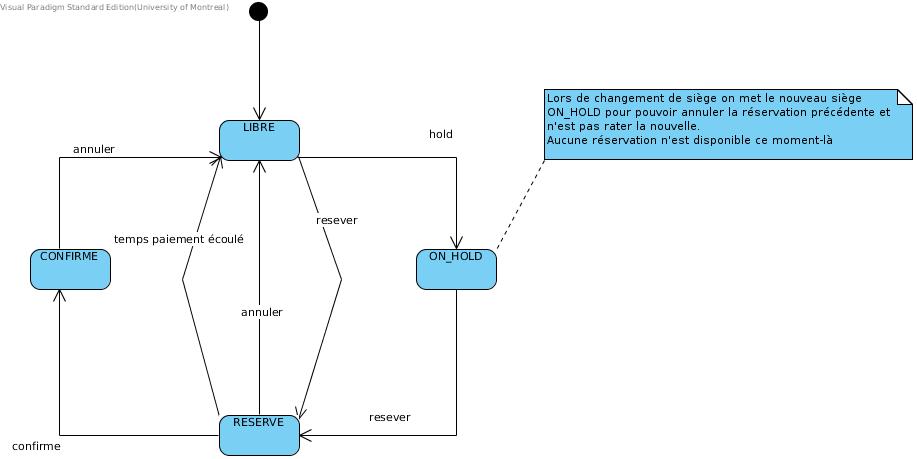 Visual Paradigm Standard Edition(University of Montreal)
Lors de changement de siège on met le nouveau siège
ON_HOLD pour pouvoir annuler la réservation précédente et
n'est pas rater la nouvelle.
Aucune réservation n'est disponible ce moment-là
LIBRE
hold
annuler
resever
temps paiement écoulé
CONFIRME
ON_HOLD
annuler
resever
RESERVE
confirme